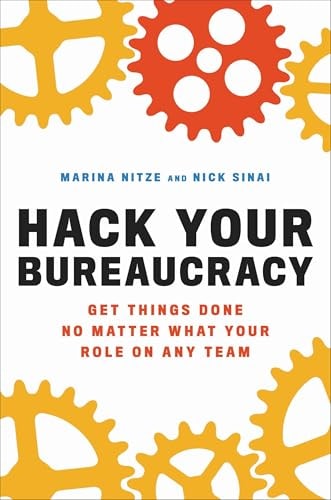 MARINA NITZE AND NICK SINAI
HACK YOUR
BUREAUCRACY
GET THINGS DONE
NO MATTER WHAT YOUR
ROLE ON ANY TEAM